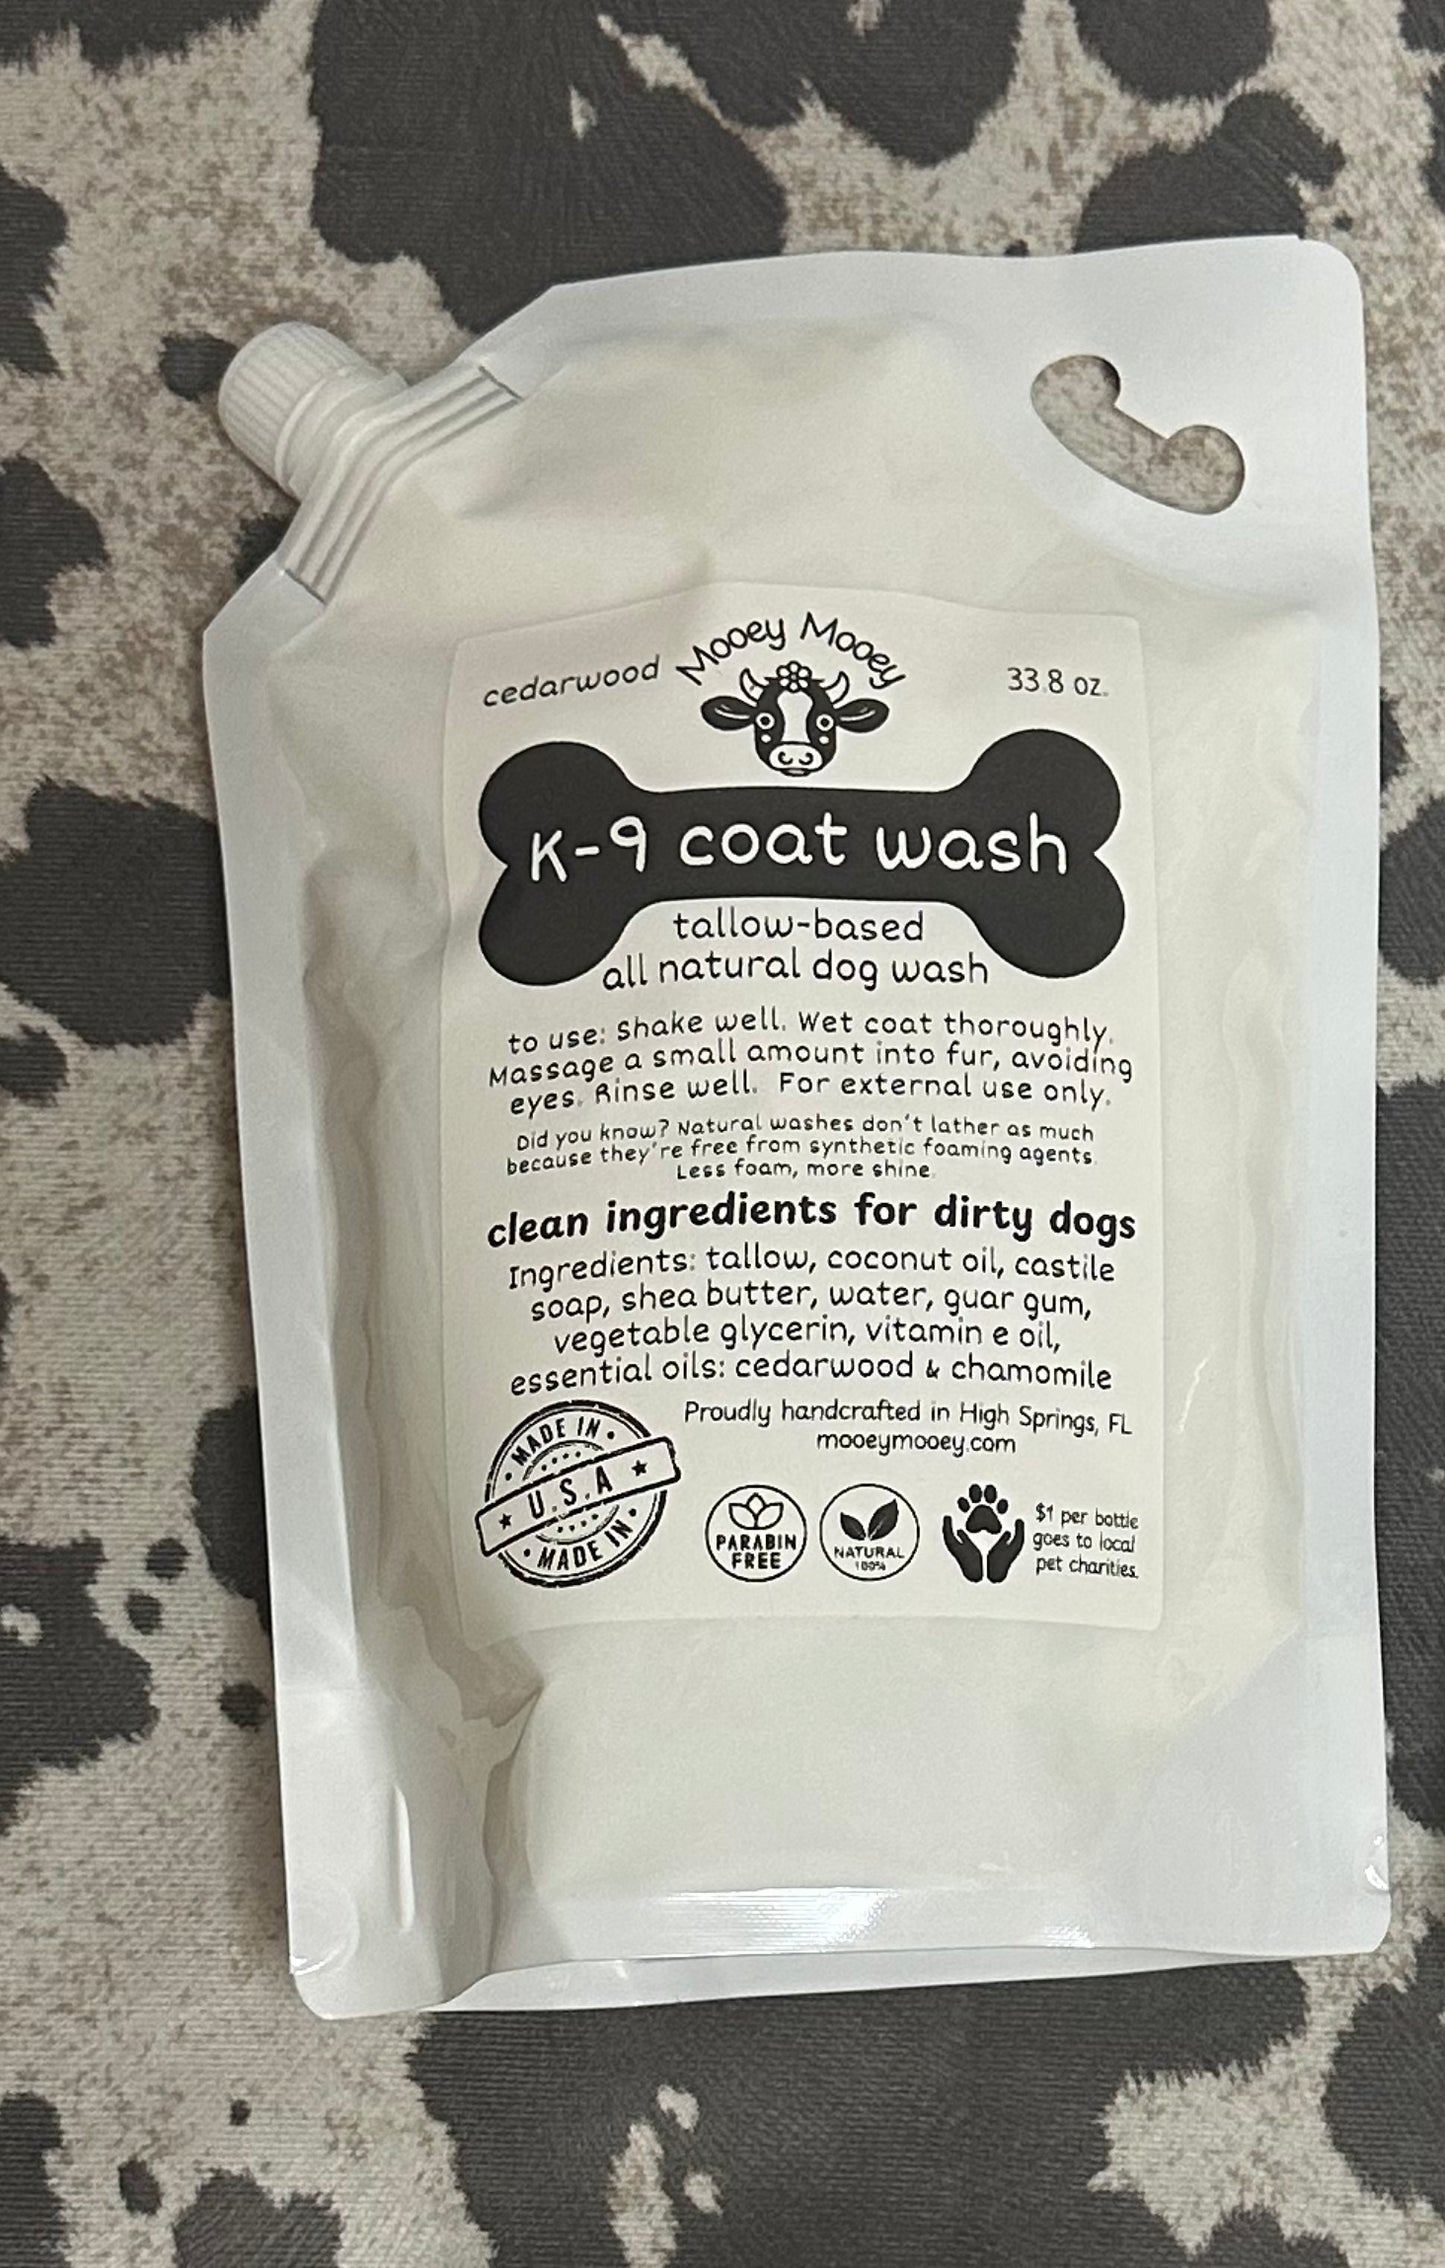 cedarwood
Mooey Mooey
33.8 oz.
K-9 coat wash
tallow-based
all natural dog wash
to use: Shake well. Wet coat thoroughly.
Massage a small amount into fur, avoiding
eyes. Rinse well. For external use only.
Did you know? Natural washes don't lather as much
because they're free from synthetic foaming agents.
Less foam, more shine.
clean ingredients for dirty dogs
Ingredients: tallow, coconut oil, castile
soap, shea butter, water, guar gum,
vegetable glycerin, vitamin e oil,
essential oils: cedarwood & chamomile
Proudly handcrafted in High Springs, FL
mooeymooey.com
MADE IN
U.S.A
MADE IN
PARABIN
FREE
NATURAL
100%
$1 per bottle
goes to local
pet charities.